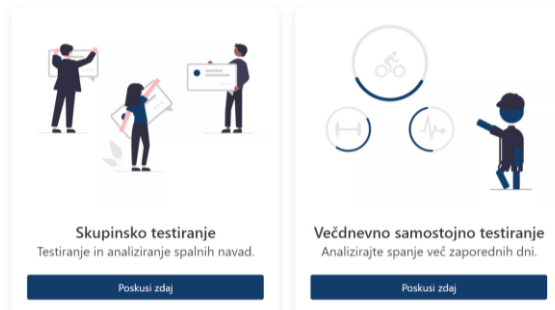 Skupinsko testiranje
Testiranje in analiziranje spalnih navad.
Poskusi zdaj
Večdnevno samostojno testiranje
Analizirajte spanje več zaporednih dni.
Poskusi zdaj